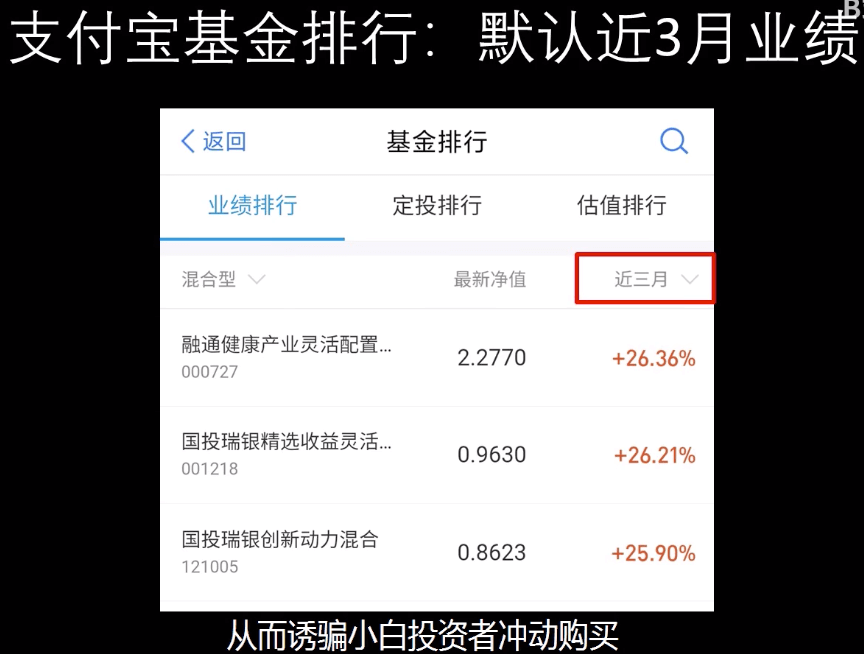 支付宝基金排行：默认近3月业绩
返回 基金排行
业绩排行 定投排行 估值排行
混合型 最新净值 近三月
融通健康产业灵活配置... 2.2770 +26.36%
000727
国投瑞银精选收益灵活... 0.9630 +26.21%
001218
国投瑞银创新动力混合 0.8623 +25.90%
121005
从而诱骗小白投资者冲动购买